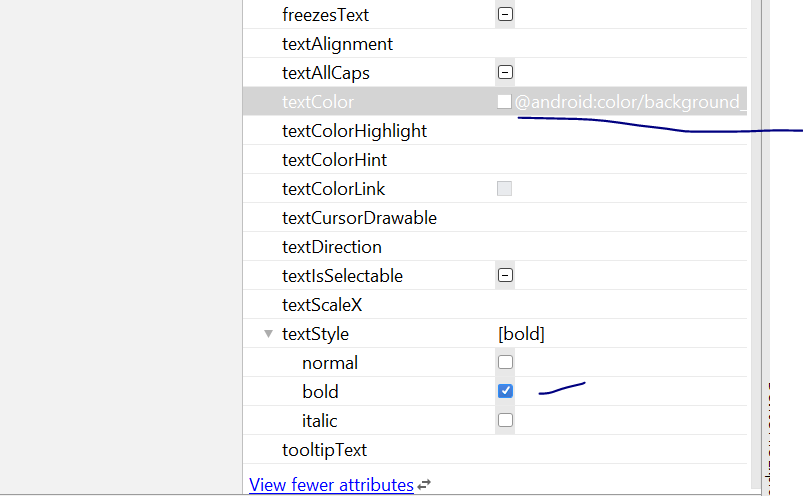 freezesText
textAlignment
textAllCaps
textColor @android:color/background_
textColorHighlight
textColorHint
textColorLink
textCursorDrawable
textDirection
textIsSelectable
textScaleX
textStyle [bold]
normal
bold
italic
tooltipText
View fewer attributes